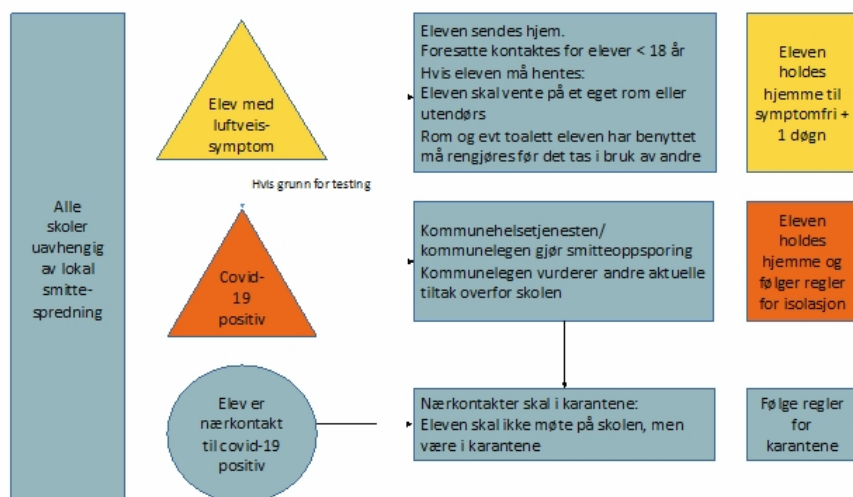 Alle
skoler
uavhengig
av lokal
smitte-
spredning
Elev med
luftveis-
symptom
Eleven sendes hjem.
Foresatte kontaktes for elever < 18 år
Hvis eleven må hentes:
Eleven skal vente på et eget rom eller
utendørs
Rom og evt toalett eleven har benyttet
må rengjøres før det tas i bruk av andre
Eleven
holdes
hjemme til
symptomfri +
1 døgn
Hvis grunn for testing
Covid-
19
positiv
Kommunehelsetjenesten/
kommunelegen gjør smitteoppsporing
Kommunelegen vurderer andre aktuelle
tiltak overfor skolen
Eleven
holdes
hjemme og
følger regler
for isolasjon
Elev er
nærkontakt
til covid-19
positiv
Nærkontakter skal i karantene:
Eleven skal ikke møte på skolen, men
være i karantene
Følge regler
for
karantene